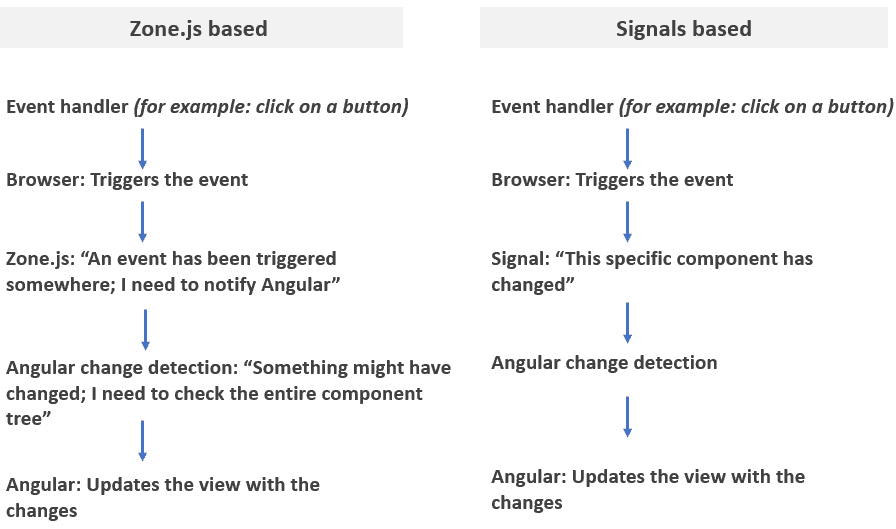 Zone.js based
Event handler (for example: click on a button)
Browser: Triggers the event
Zone.js: “An event has been triggered
somewhere; I need to notify Angular”
Angular change detection: “Something might have
changed; I need to check the entire component
tree”
Angular: Updates the view with the
changes
Signals based
Event handler (for example: click on a button)
Browser: Triggers the event
Signal: “This specific component has
changed”
Angular change detection
Angular: Updates the view with the
changes